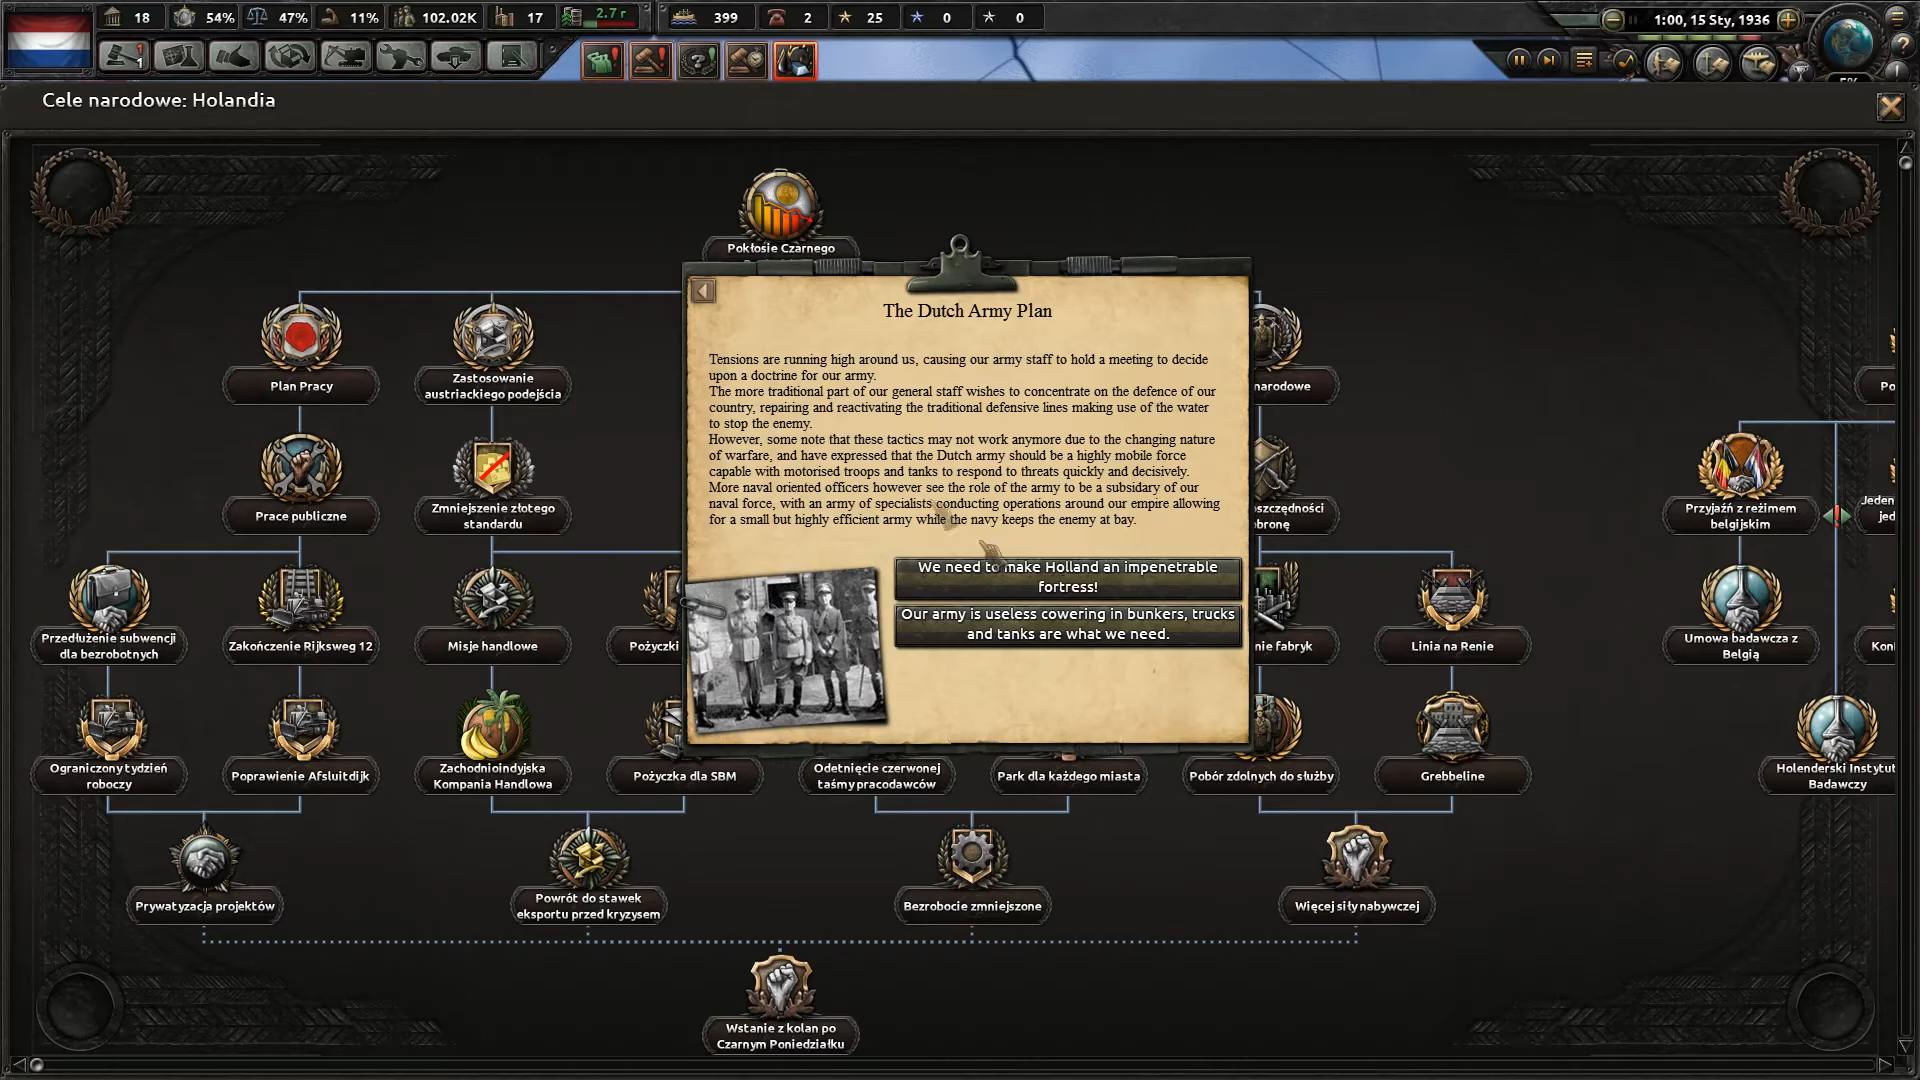 18
54%
47%
11%
102.02K
17
2.7 r
399
2
25
0
0
1:00, 15 Sty, 1936
1
5%
Cele narodowe: Holandia
Pokłosie Czarnego
The Dutch Army Plan
Tensions are running high around us, causing our army staff to hold a meeting to decide
upon a doctrine for our army.
The more traditional part of our general staff wishes to concentrate on the defence of our
country, repairing and reactivating the traditional defensive lines making use of the water
to stop the enemy.
However, some note that these tactics may not work anymore due to the changing nature
of warfare, and have expressed that the Dutch army should be a highly mobile force
capable with motorised troops and tanks to respond to threats quickly and decisively.
More naval oriented officers however see the role of the army to be a subsidary of our
naval force, with an army of specialists conducting operations around our empire allowing
for a small but highly efficient army while the navy keeps the enemy at bay.
We need to make Holland an impenetrable
fortress!
Our army is useless cowering in bunkers, trucks
and tanks are what we need.
Plan Pracy
Zastosowanie
austriackiego podejścia
narodowe
Po
Prace publiczne
Zmniejszenie złotego
standardu
oszczędności
bronę
Przyjaźń z reżimem
belgijskim
Jeden
jed
Przedłużenie subwencji
dla bezrobotnych
Zakończenie Rijksweg 12
Misje handlowe
Pożyczki
nie fabryk
Linia na Renie
Umowa badawcza z
Belgią
Kon
Ograniczony tydzień
roboczy
Poprawienie Afsluitdijk
Zachodnioindyjska
Kompania Handlowa
Pożyczka dla SBM
Odetnięcie czerwonej
taśmy pracodawców
Park dla każdego miasta
Pobór zdolnych do służby
Grebbeline
Holenderski Instytut
Badawczy
Prywatyzacja projektów
Powrót do stawek
eksportu przed kryzysem
Bezrobocie zmniejszone
Więcej siły nabywczej
Wstanie z kolan po
Czarnym Poniedziałku